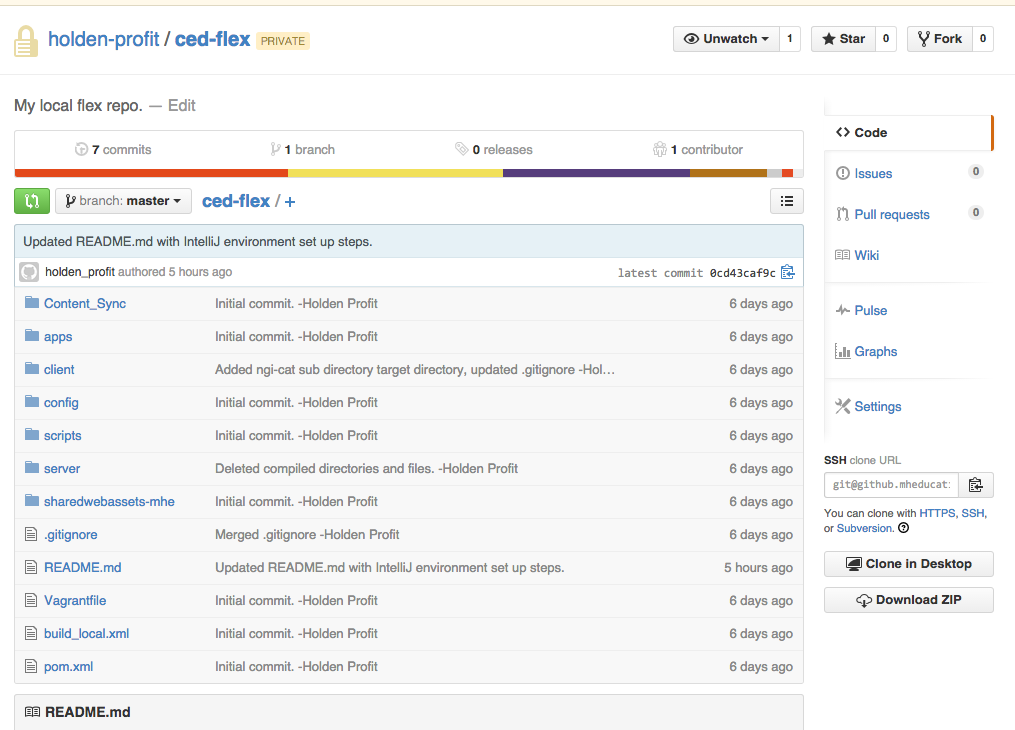 holden-profit / ced-flex PRIVATE Unwatch 1 Star 0 Fork 0
My local flex repo. — Edit
7 commits 1 branch 0 releases 1 contributor
branch: master ced-flex / +
Updated README.md with IntelliJ environment set up steps.
holden_profit authored 5 hours ago latest commit 0cd43caf9c
Content_Sync Initial commit. -Holden Profit 6 days ago
apps Initial commit. -Holden Profit 6 days ago
client Added ngi-cat sub directory target directory, updated .gitignore -Hol… 6 days ago
config Initial commit. -Holden Profit 6 days ago
scripts Initial commit. -Holden Profit 6 days ago
server Deleted compiled directories and files. -Holden Profit 6 days ago
sharedwebassets-mhe Initial commit. -Holden Profit 6 days ago
.gitignore Merged .gitignore -Holden Profit 6 days ago
README.md Updated README.md with IntelliJ environment set up steps. 5 hours ago
Vagrantfile Initial commit. -Holden Profit 6 days ago
build_local.xml Initial commit. -Holden Profit 6 days ago
pom.xml Initial commit. -Holden Profit 6 days ago
README.md
Code
Issues 0
Pull requests 0
Wiki
Pulse
Graphs
Settings
SSH clone URL
git@github.mheducat:
You can clone with HTTPS, SSH,
or Subversion.
Clone in Desktop
Download ZIP